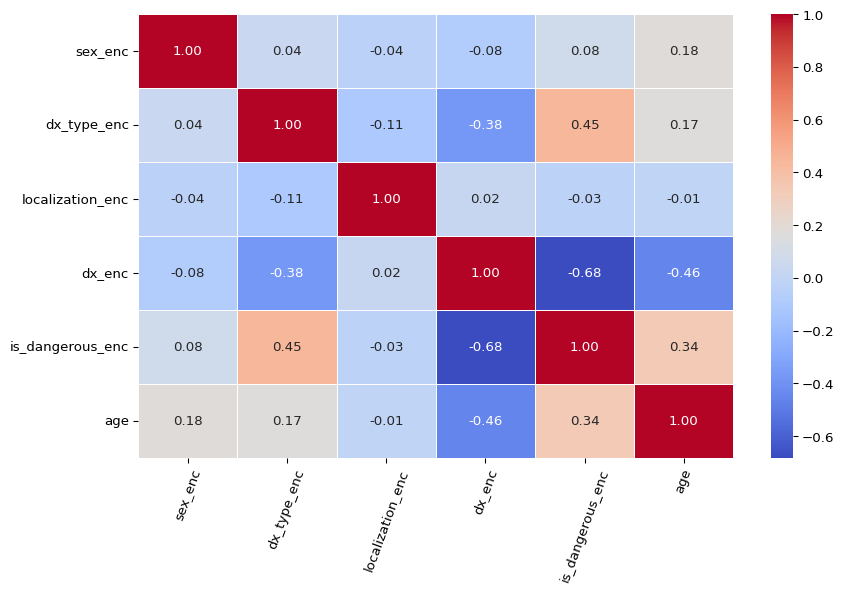 sex_enc 1.00 0.04 -0.04 -0.08 0.08 0.18
dx_type_enc 0.04 1.00 -0.11 -0.38 0.45 0.17
localization_enc -0.04 -0.11 1.00 0.02 -0.03 -0.01
dx_enc -0.08 -0.38 0.02 1.00 -0.68 -0.46
is_dangerous_enc 0.08 0.45 -0.03 -0.68 1.00 0.34
age 0.18 0.17 -0.01 -0.46 0.34 1.00
sex_enc dx_type_enc localization_enc dx_enc is_dangerous_enc age
1.0
0.8
0.6
0.4
0.2
0.0
−0.2
−0.4
−0.6